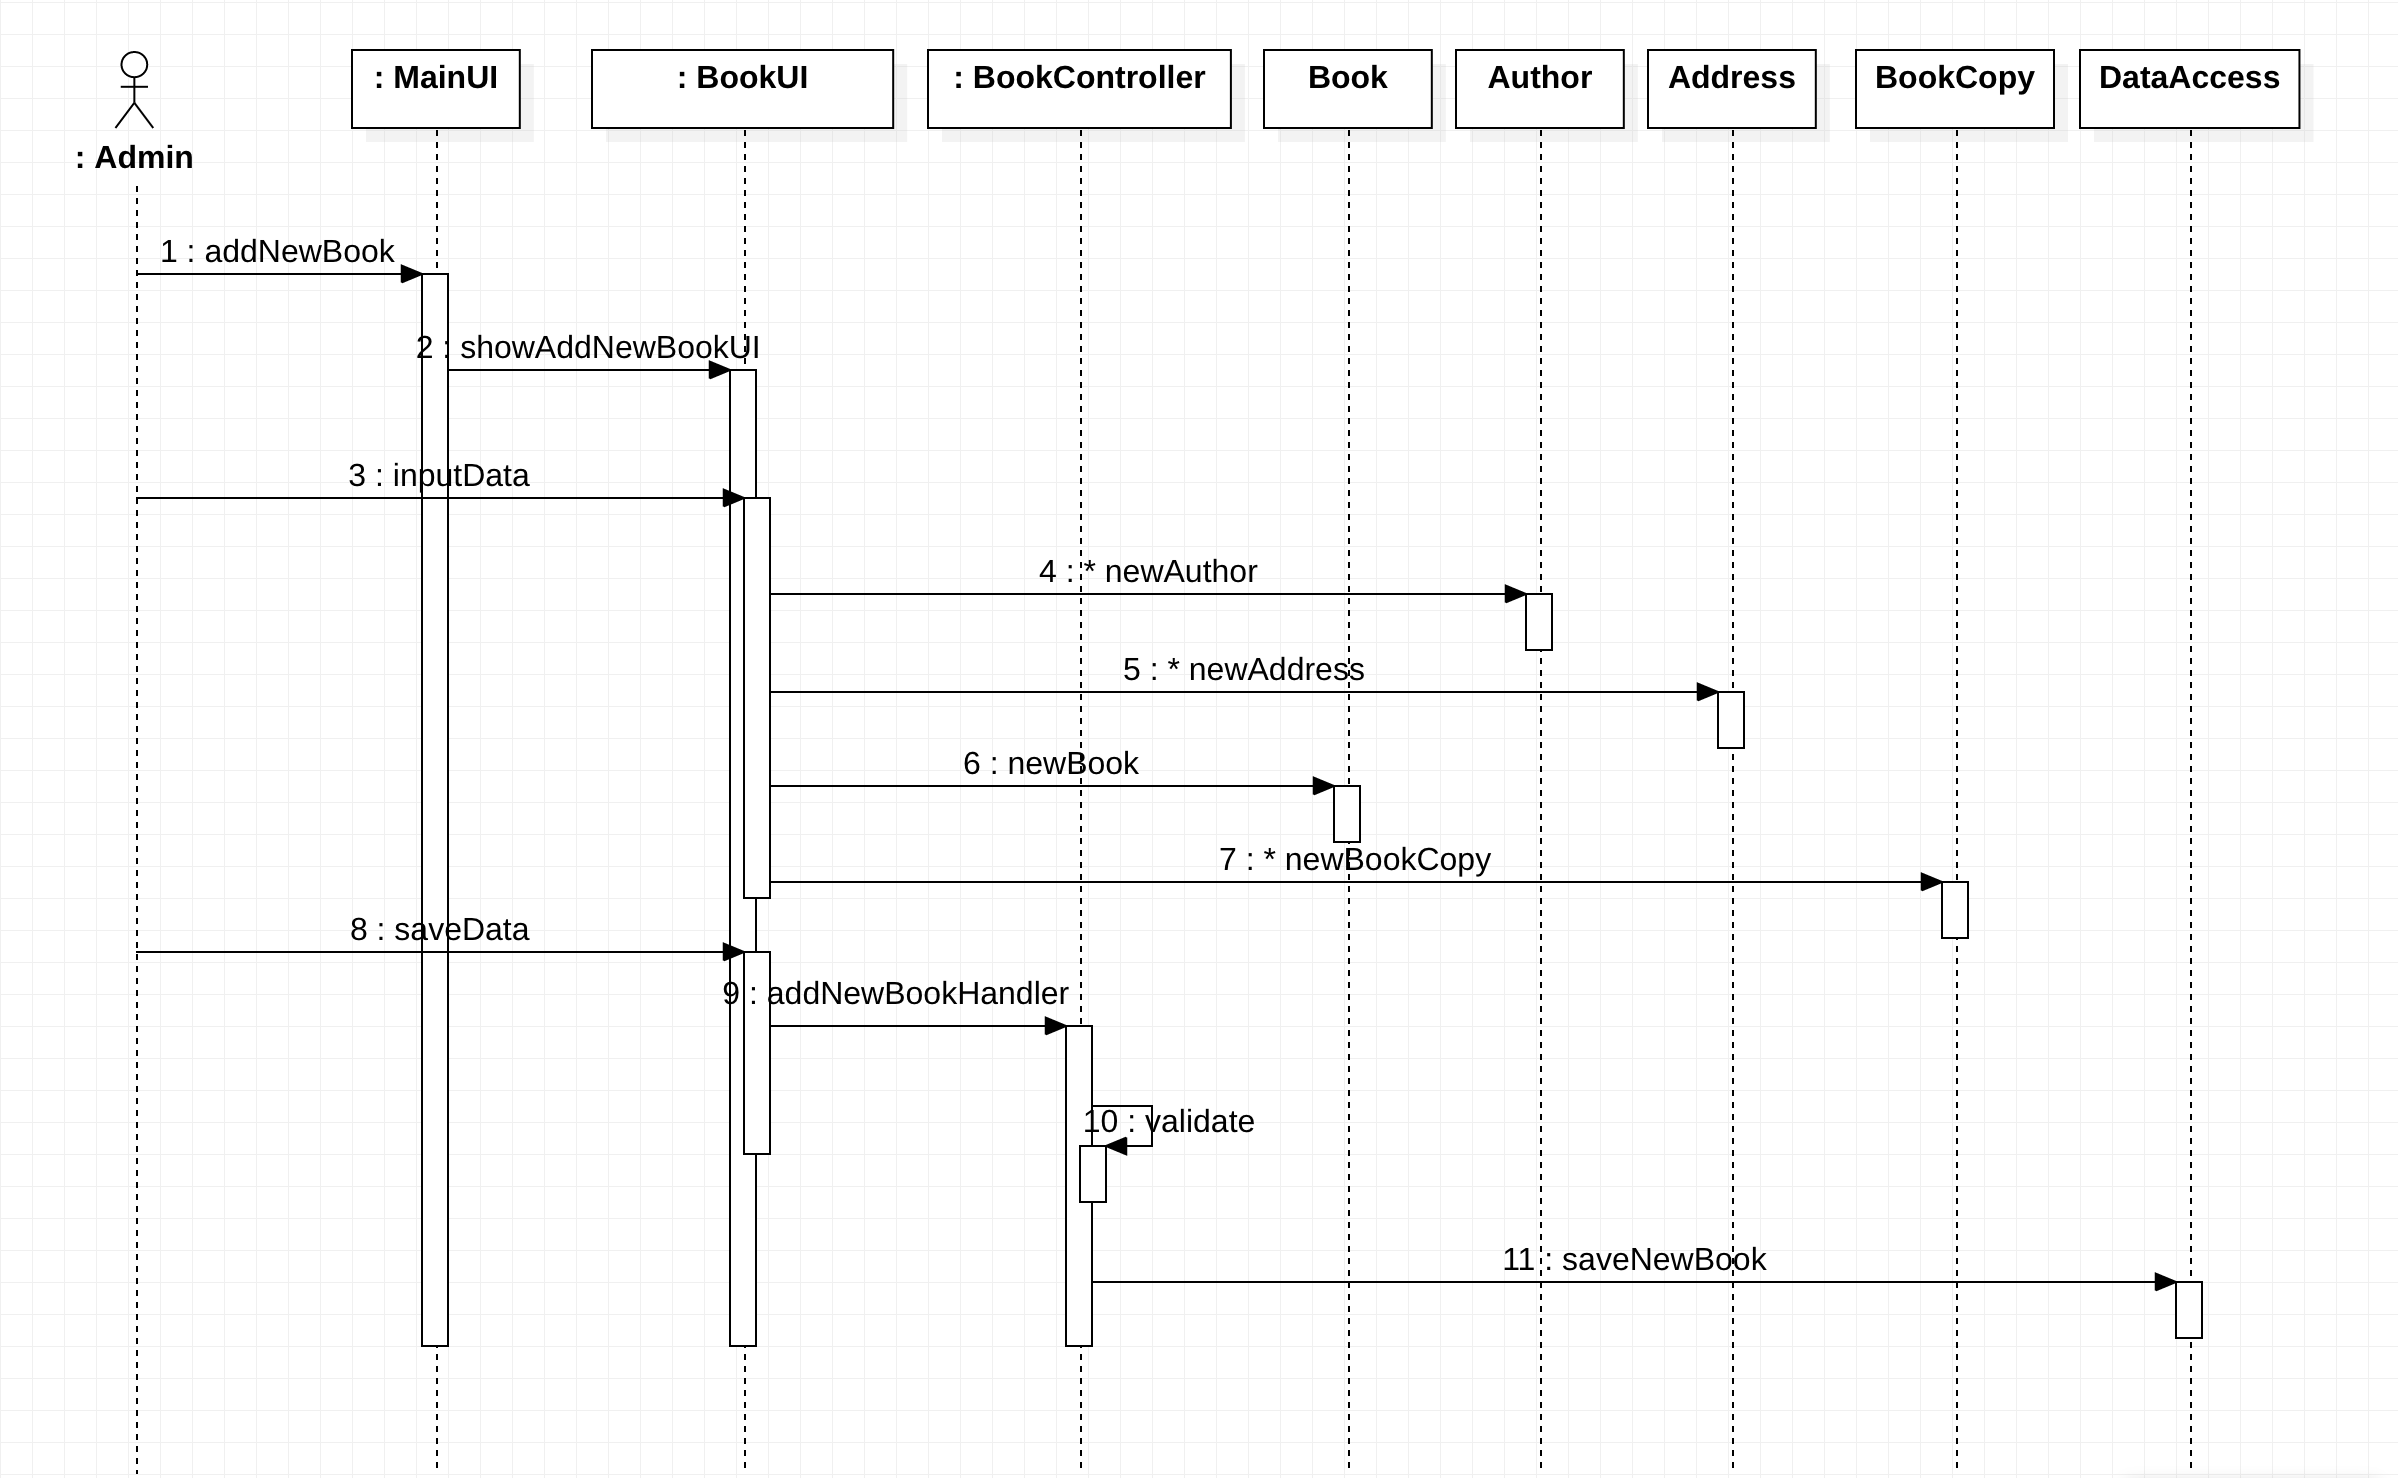 : MainUI
: BookUI
: BookController
Book
Author
Address
BookCopy
DataAccess
: Admin
1 : addNewBook
2 : showAddNewBookUI
3 : inputData
4 : * newAuthor
5 : * newAddress
6 : newBook
7 : * newBookCopy
8 : saveData
9 : addNewBookHandler
10 : validate
11 : saveNewBook